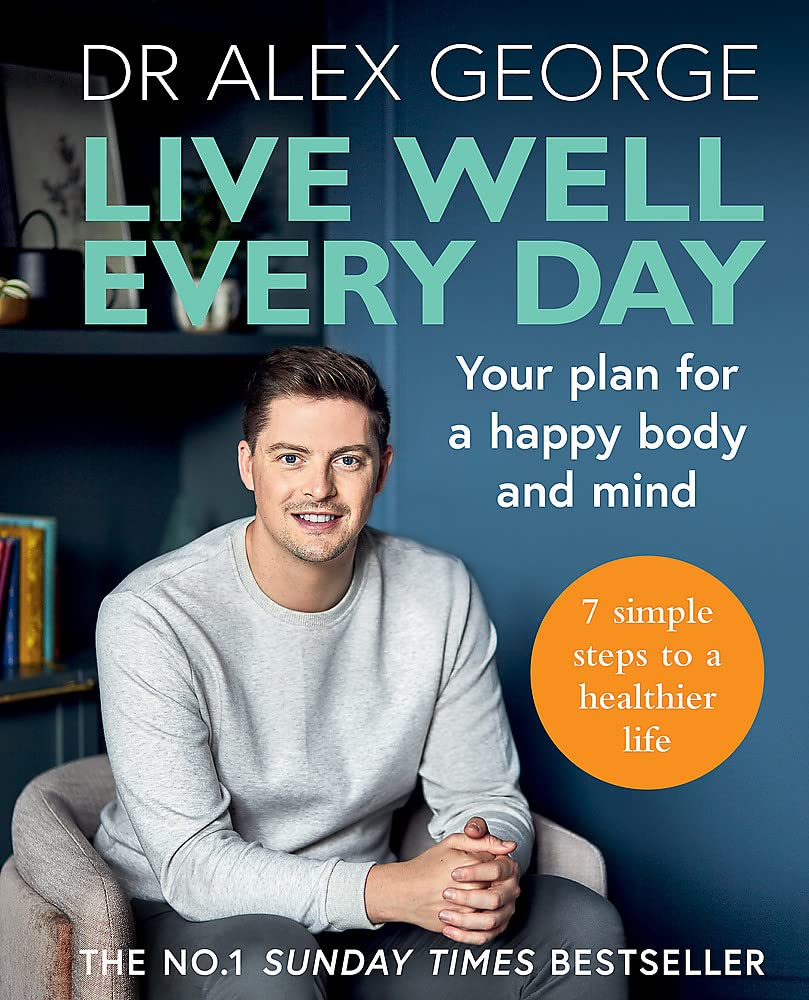 DR ALEX GEORGE
LIVE WELL
EVERY DAY
Your plan for
a happy body
and mind
7 simple
steps to a
healthier
life
THE NO.1 SUNDAY TIMES BESTSELLER